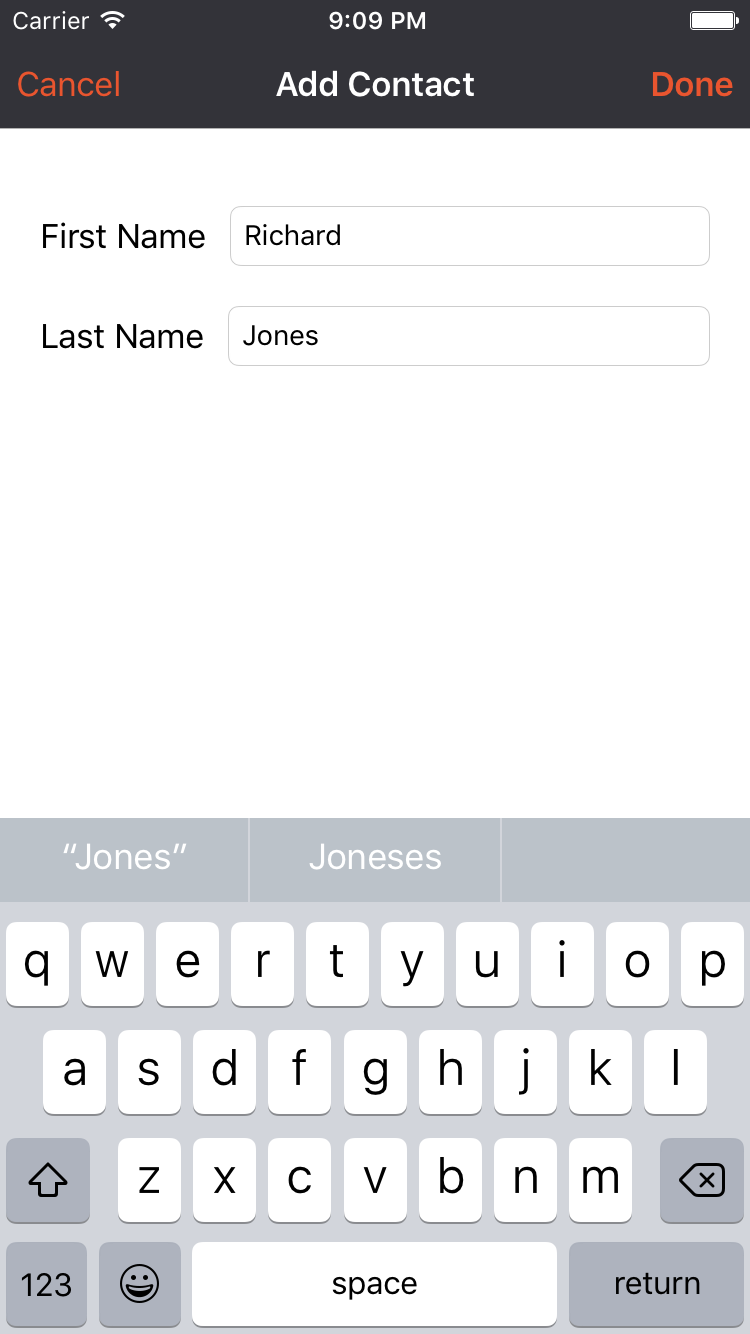 Carrier 9:09 PM
Cancel Add Contact Done
First Name Richard
Last Name Jones
“Jones” Joneses
q w e r t y u i o p
a s d f g h j k l
z x c v b n m
123 space return